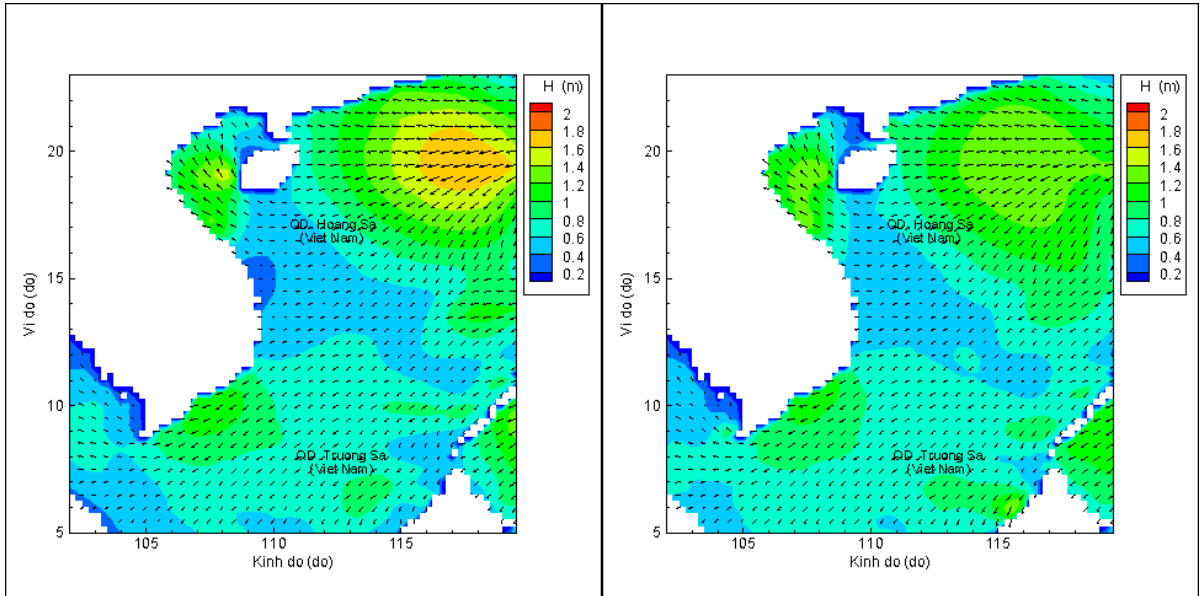 H (m)
2
1.8
1.6
1.4
1.2
1
0.8
0.6
0.4
0.2
20
15
10
5
Vi do (do)
QD. Hoang Sa
(Viet Nam)
QD. Truong Sa
(Viet Nam)
105
110
115
Kinh do (do)
H (m)
2
1.8
1.6
1.4
1.2
1
0.8
0.6
0.4
0.2
20
15
10
5
Vi do (do)
QD. Hoang Sa
(Viet Nam)
QD. Truong Sa
(Viet Nam)
105
110
115
Kinh do (do)